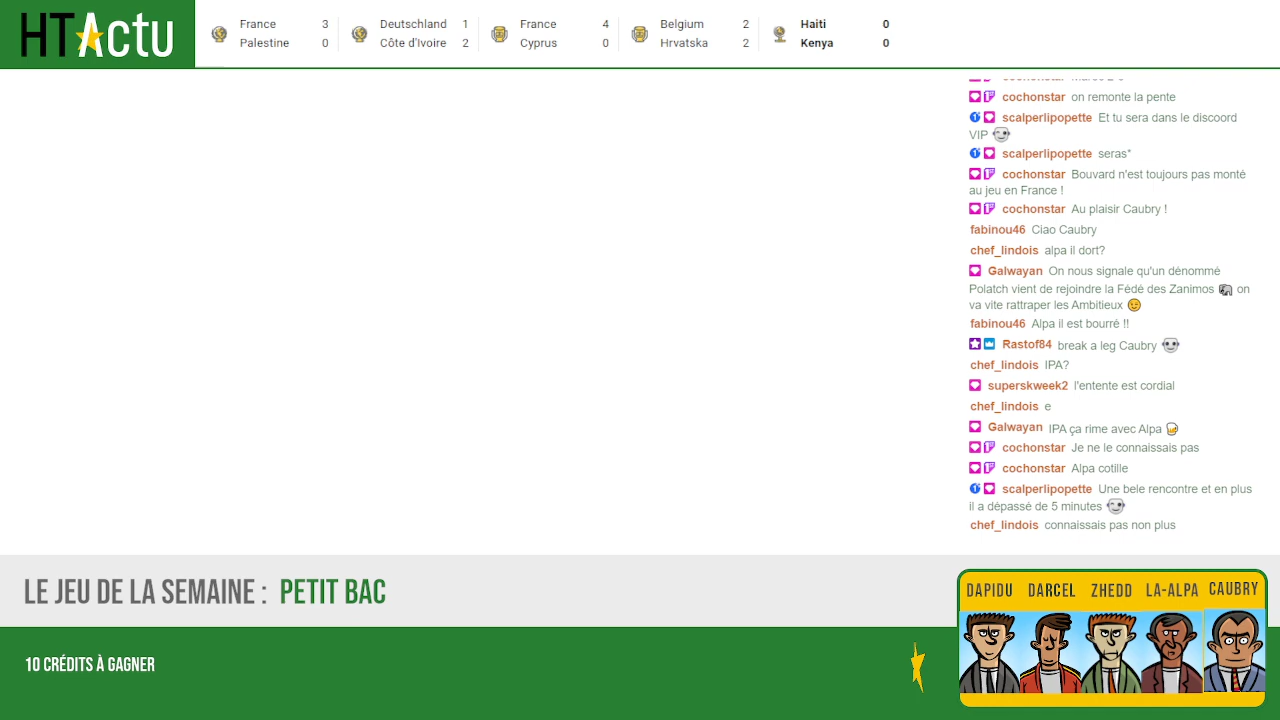 HTActu
France 3
Palestine 0
Deutschland 1
Côte d'Ivoire 2
France 4
Cyprus 0
Belgium 2
Hrvatska 2
Haiti 0
Kenya 0
cochonstar on remonte la pente
scalperlipopette Et tu sera dans le discoord
VIP
scalperlipopette seras*
cochonstar Bouvard n'est toujours pas monté
au jeu en France !
cochonstar Au plaisir Caubry !
fabinou46 Ciao Caubry
chef_lindois alpa il dort?
Galwayan On nous signale qu'un dénommé
Polatch vient de rejoindre la Fédé des Zanimos on
va vite rattraper les Ambitieux
fabinou46 Alpa il est bourré !!
Rastof84 break a leg Caubry
chef_lindois IPA?
superskweek2 l'entente est cordial
chef_lindois e
Galwayan IPA ça rime avec Alpa
cochonstar Je ne le connaissais pas
cochonstar Alpa cotille
scalperlipopette Une bele rencontre et en plus
il a dépassé de 5 minutes
chef_lindois connaissais pas non plus
LE JEU DE LA SEMAINE : PETIT BAC
DAPIDU DARCEL ZHEDD LA-ALPA CAUBRY
10 CRÉDITS À GAGNER